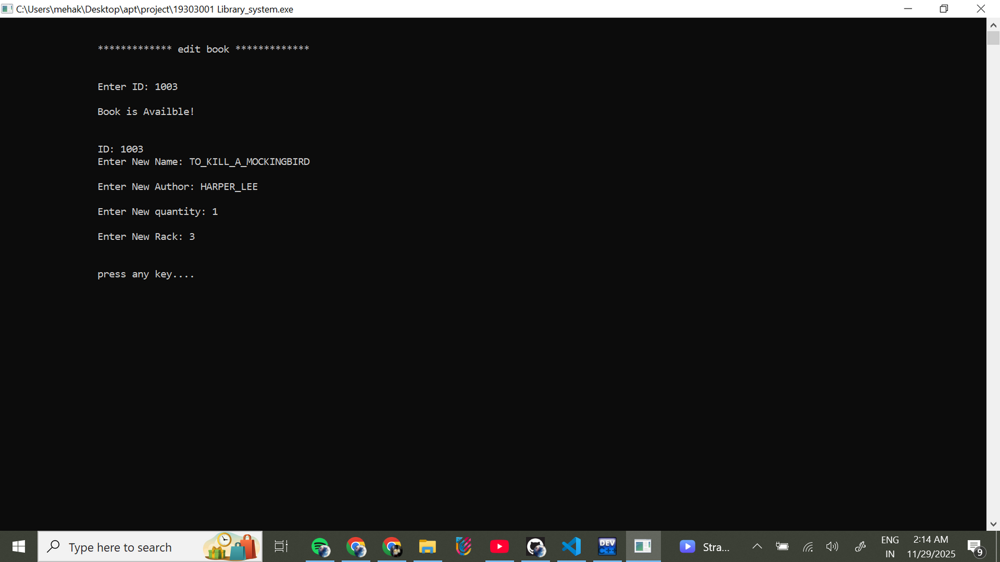 C:\Users\mehak\Desktop\apt\project\19303001 Library_system.exe
************* edit book *************
Enter ID: 1003
Book is Availble!
ID: 1003
Enter New Name: TO_KILL_A_MOCKINGBIRD
Enter New Author: HARPER_LEE
Enter New quantity: 1
Enter New Rack: 3
press any key....
Type here to search
DEV
C++
Stra...
ENG
IN
2:14 AM
11/29/2025
9